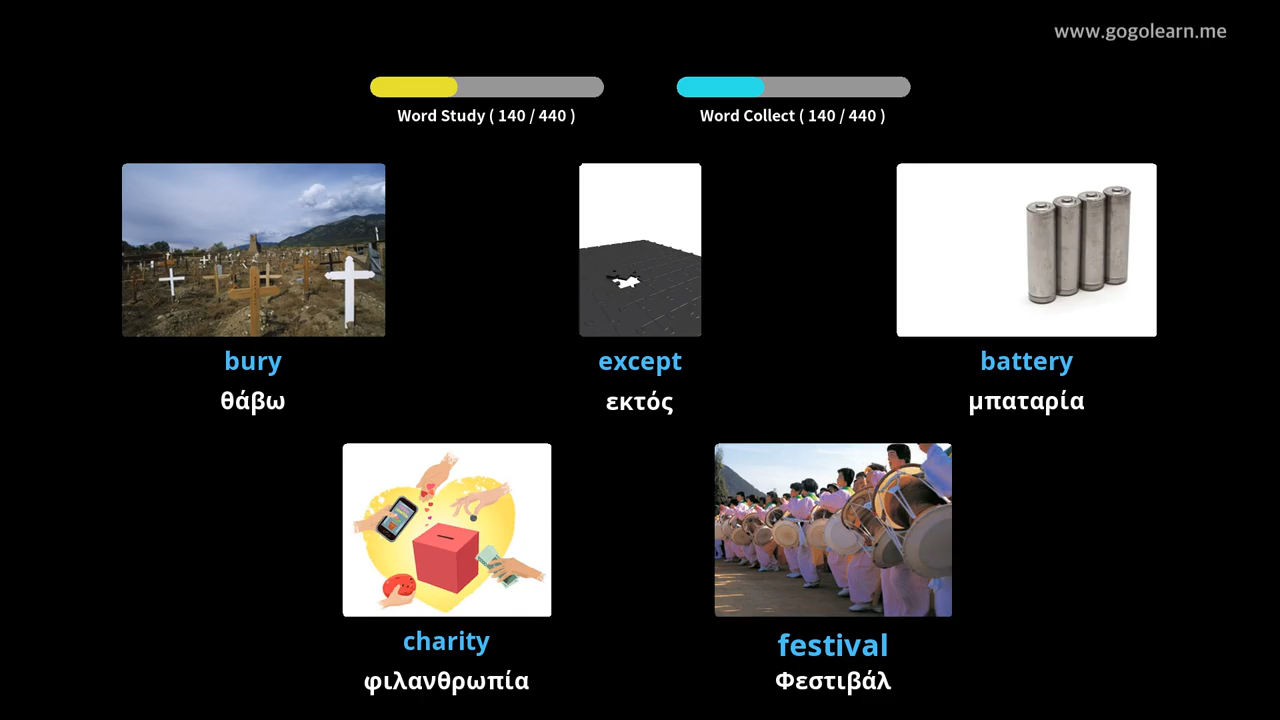 www.gogolearn.me
Word Study ( 140 / 440 )
Word Collect ( 140 / 440 )
bury
θάβω
except
εκτός
battery
μπαταρία
charity
φιλανθρωπία
festival
Φεστιβάλ